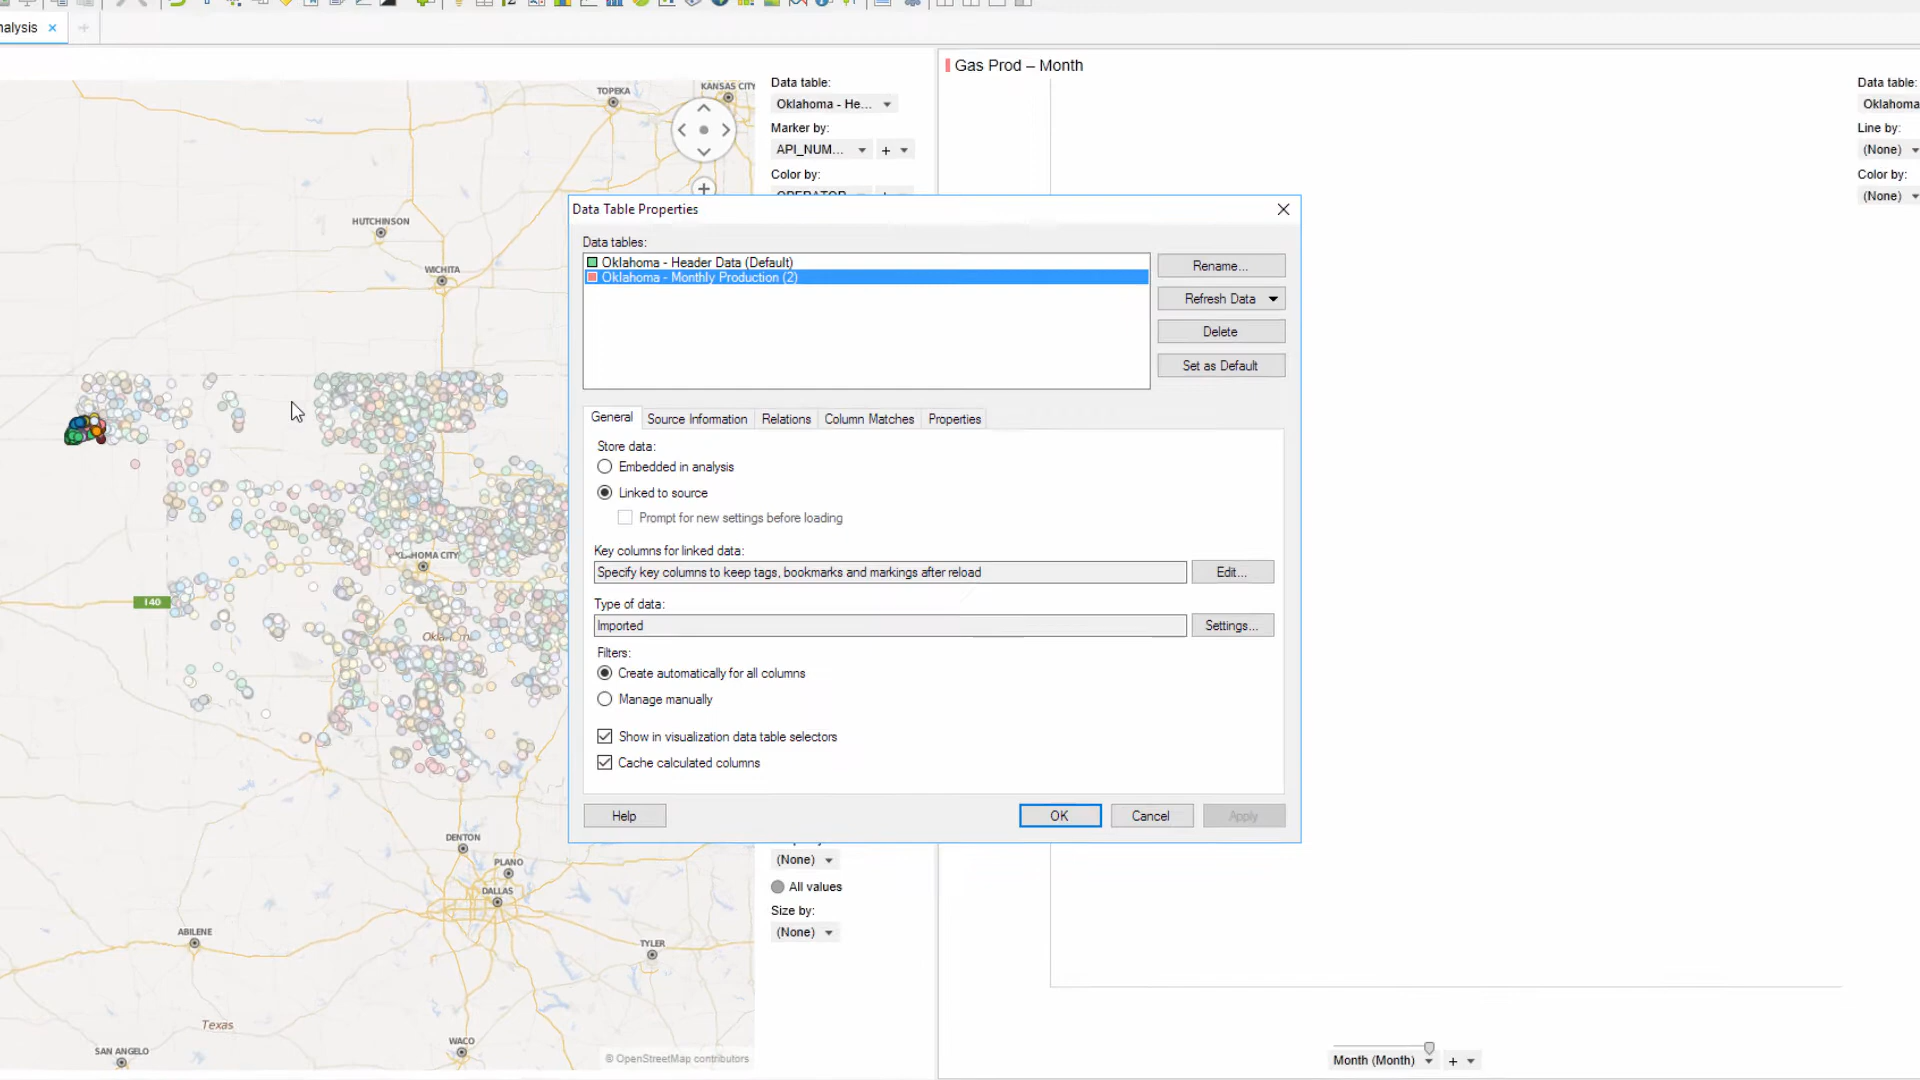 nalysis
Gas Prod – Month
Data table:
Oklahoma - He...
Marker by:
API_NUM...
Color by:
Data table:
Oklahoma
Line by:
(None)
Color by:
(None)
TOPEKA
KANSAS CITY
HUTCHINSON
WICHITA
I40
Oklahoma
DENTON
PLANO
DALLAS
ABILENE
TYLER
Texas
WACO
SAN ANGELO
© OpenStreetMap contributors
Data Table Properties
Data tables:
Oklahoma - Header Data (Default)
Oklahoma - Monthly Production (2)
Rename...
Refresh Data
Delete
Set as Default
General
Source Information
Relations
Column Matches
Properties
Store data:
Embedded in analysis
Linked to source
Prompt for new settings before loading
Key columns for linked data:
Specify key columns to keep tags, bookmarks and markings after reload
Edit...
Type of data:
Imported
Settings...
Filters:
Create automatically for all columns
Manage manually
Show in visualization data table selectors
Cache calculated columns
Help
OK
Cancel
Apply
(None)
All values
Size by:
(None)
Month (Month)